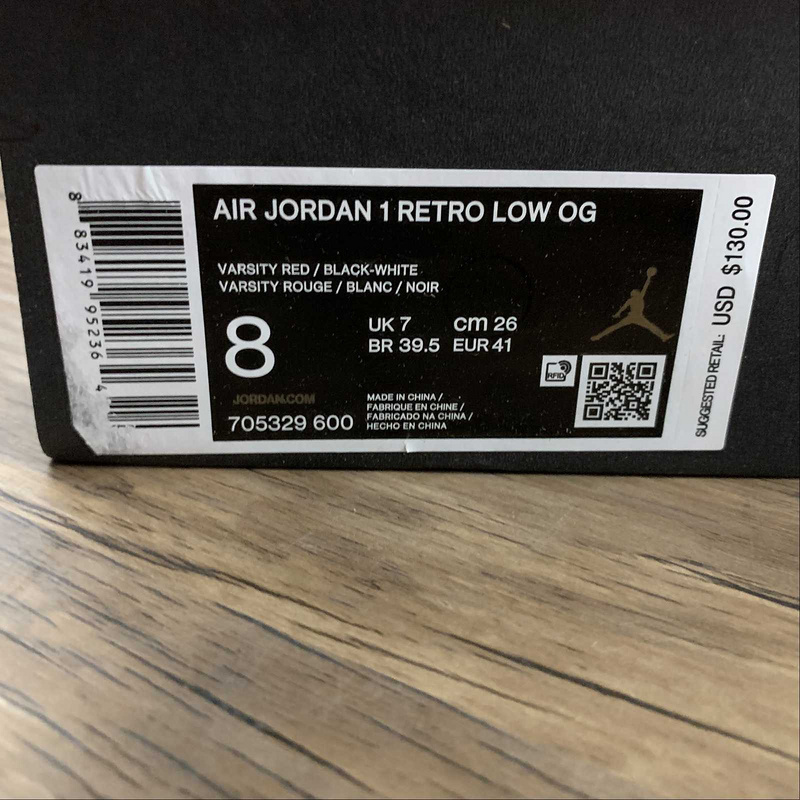 8 83419 95236 4
AIR JORDAN 1 RETRO LOW OG
VARSITY RED / BLACK-WHITE
VARSITY ROUGE / BLANC / NOIR
8
UK 7 cm 26
BR 39.5 EUR 41
RFID
JORDAN.COM
705329 600
MADE IN CHINA /
FABRIQUE EN CHINE /
FABRICADO NA CHINA /
HECHO EN CHINA
SUGGESTED RETAIL: USD $130.00